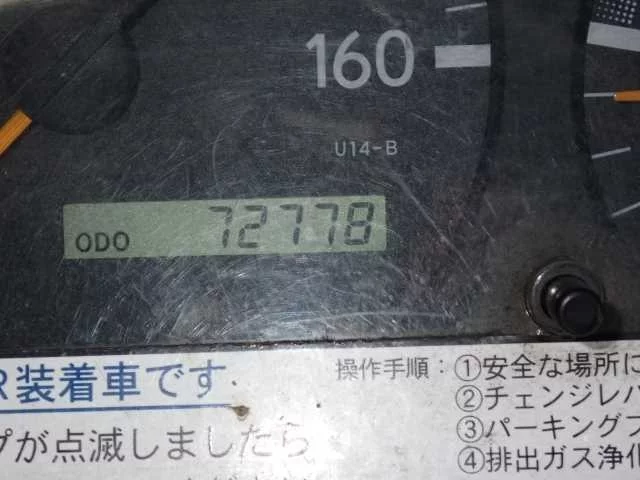 160
U14-B
ODO 72778
R装着車です
操作手順：①安全な場所に
②チェンジレバ
プが点滅しましたら
③パーキングブ
④排出ガス浄化